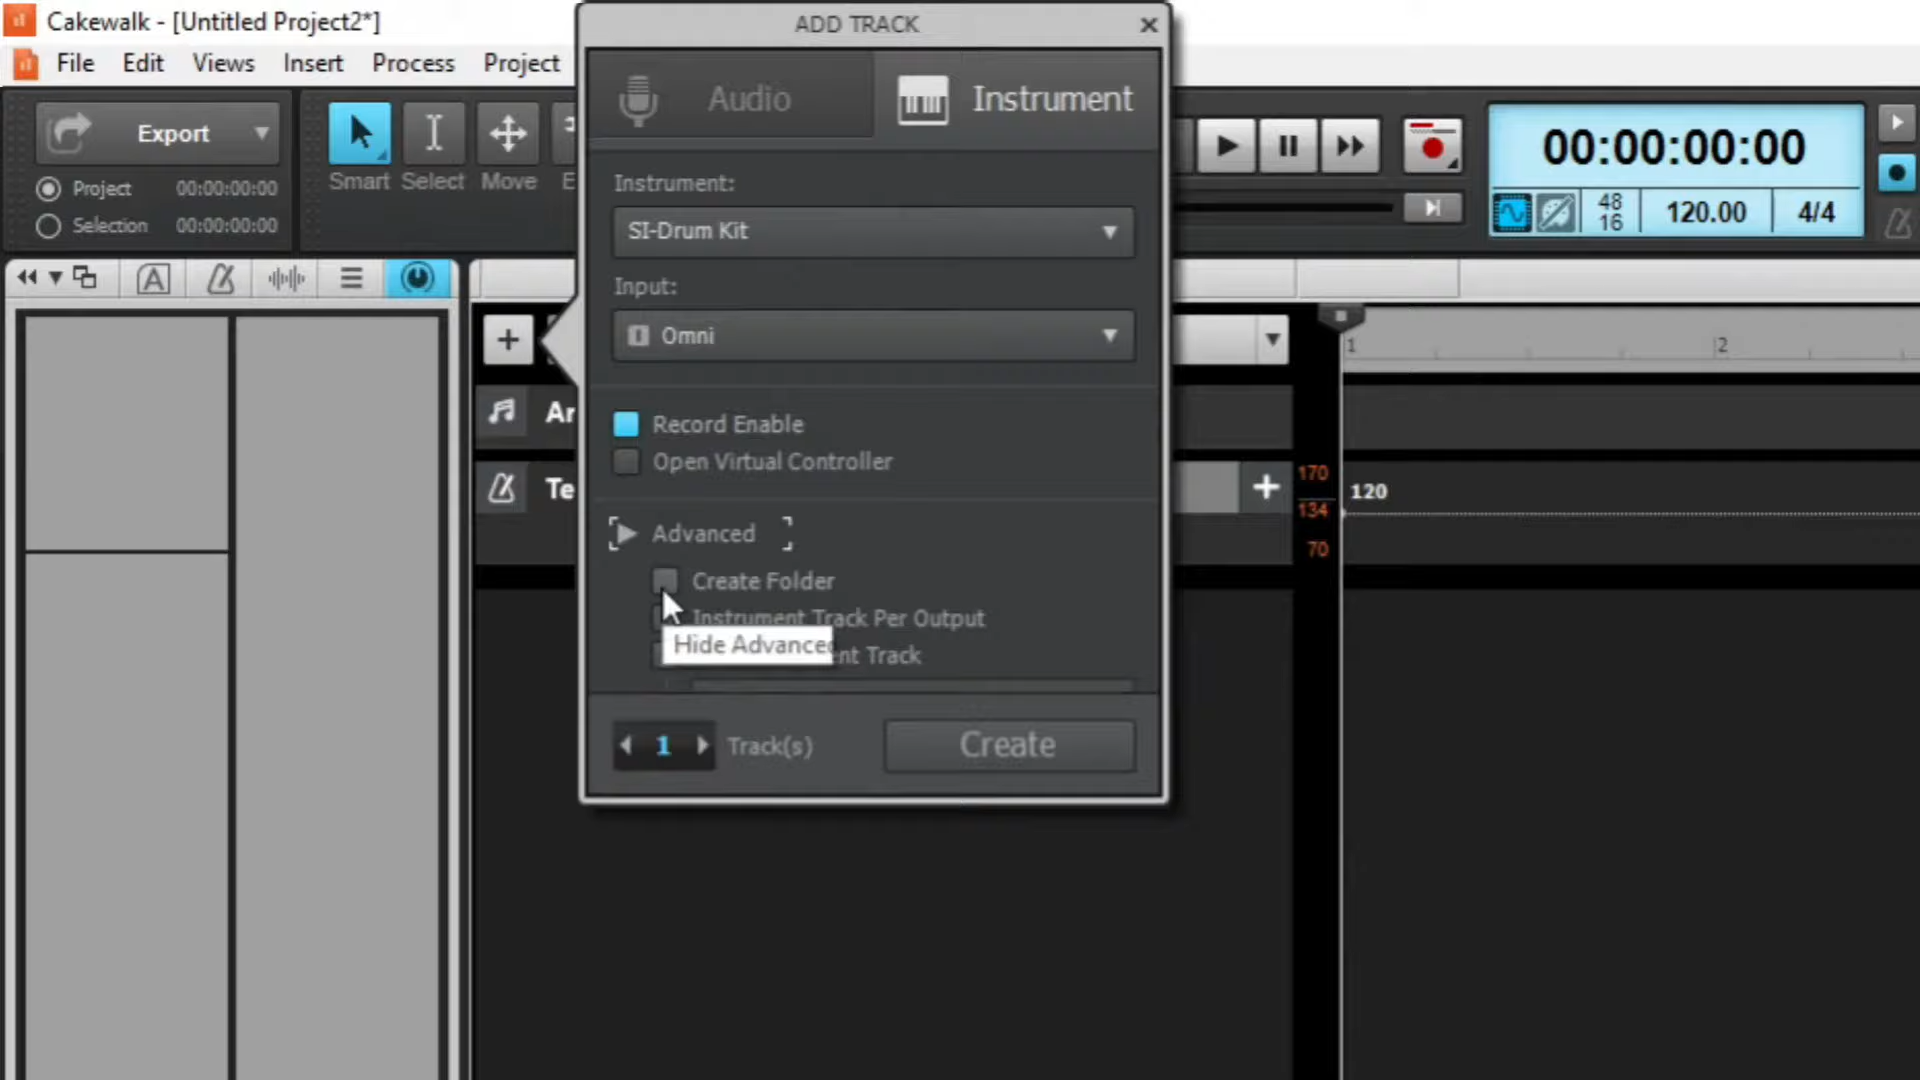 Cakewalk - [Untitled Project2*]
File Edit Views Insert Process Project
Export
Project 00:00:00:00
Selection 00:00:00:00
Smart Select Move
ADD TRACK
Audio Instrument
Instrument:
SI-Drum Kit
Input:
Omni
Record Enable
Open Virtual Controller
Advanced
Create Folder
Instrument Track Per Output
Hide Advanced
Track
1 Track(s) Create
00:00:00:00
48
16
120.00
4/4
A
Ar
Te
1 2
170
134
70
120